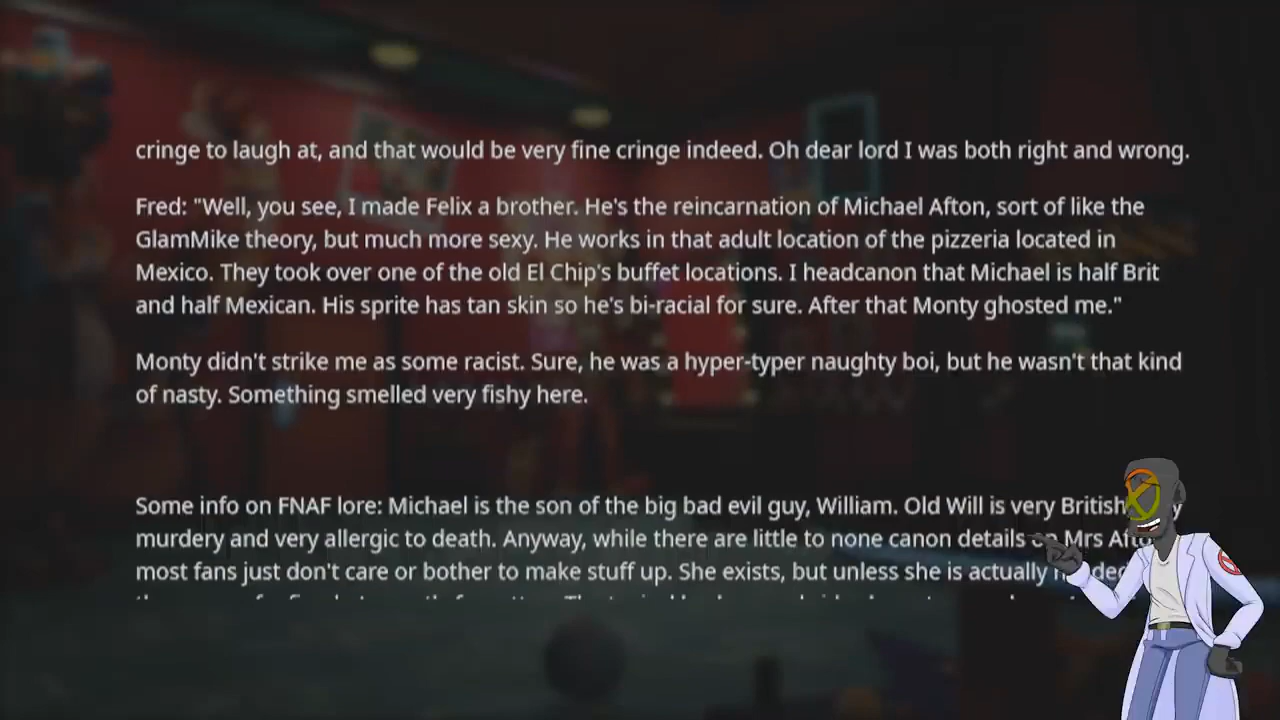 cringe to laugh at, and that would be very fine cringe indeed. Oh dear lord I was both right and wrong.
Fred: "Well, you see, I made Felix a brother. He's the reincarnation of Michael Afton, sort of like the
GlamMike theory, but much more sexy. He works in that adult location of the pizzeria located in
Mexico. They took over one of the old El Chip's buffet locations. I headcanon that Michael is half Brit
and half Mexican. His sprite has tan skin so he's bi-racial for sure. After that Monty ghosted me."
Monty didn't strike me as some racist. Sure, he was a hyper-typer naughty boi, but he wasn't that kind
of nasty. Something smelled very fishy here.
Some info on FNAF lore: Michael is the son of the big bad evil guy, William. Old Will is very British
murdery and very allergic to death. Anyway, while there are little to none canon details Mrs
most fans just don't care or bother to make stuff up. She exists, but unless she is actually